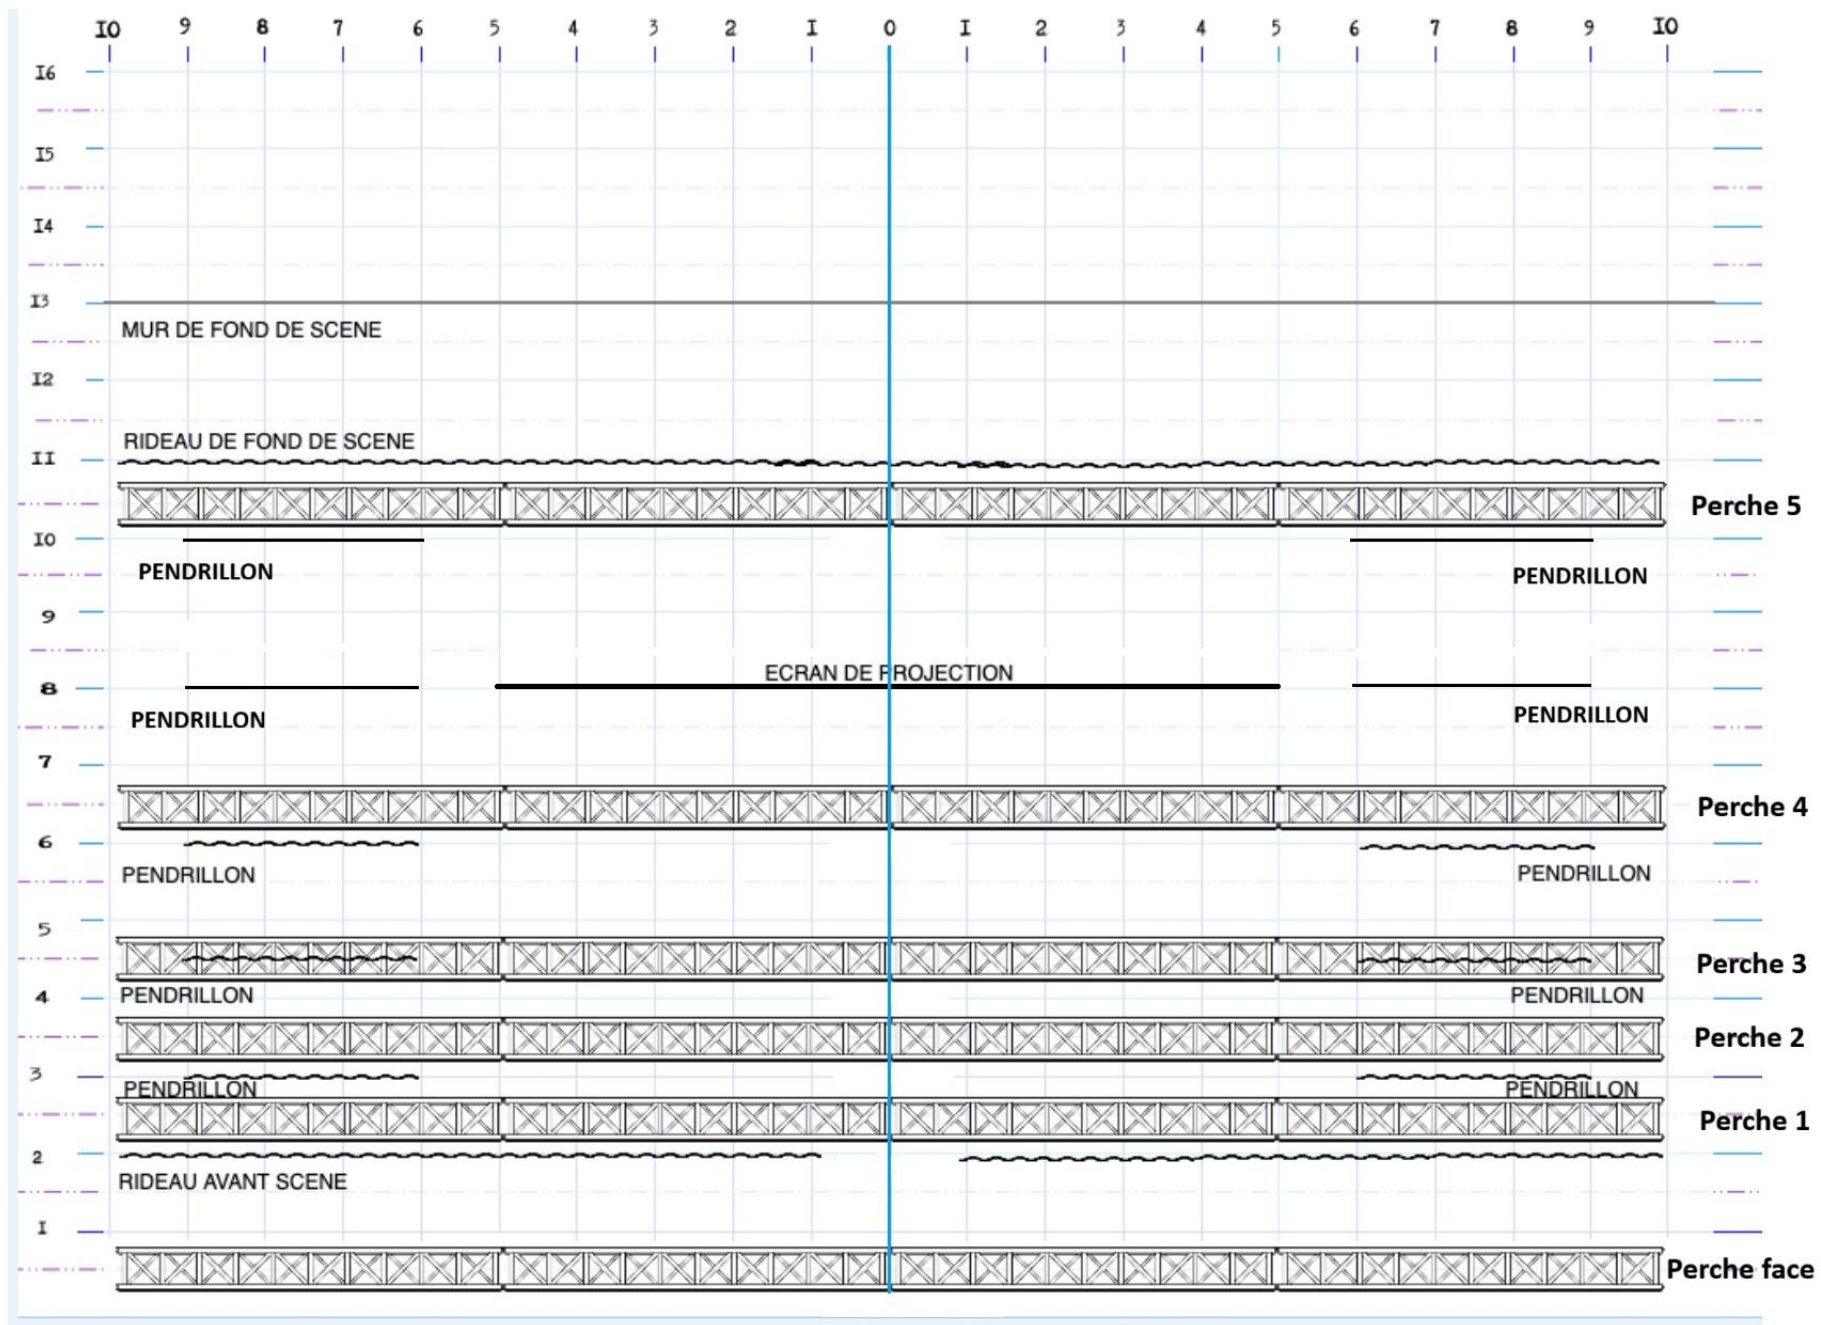 I0 9 8 7 6 5 4 3 2 I 0 I 2 3 4 5 6 7 8 9 I0
I6
I5
I4
I3
MUR DE FOND DE SCENE
I2
RIDEAU DE FOND DE SCENE
II
Perche 5
I0
PENDRILLON PENDRILLON
9
ECRAN DE PROJECTION
8
PENDRILLON PENDRILLON
7
Perche 4
6
PENDRILLON PENDRILLON
5
Perche 3
4 PENDRILLON PENDRILLON
Perche 2
3
PENDRILLON PENDRILLON
Perche 1
2
RIDEAU AVANT SCENE
I
Perche face